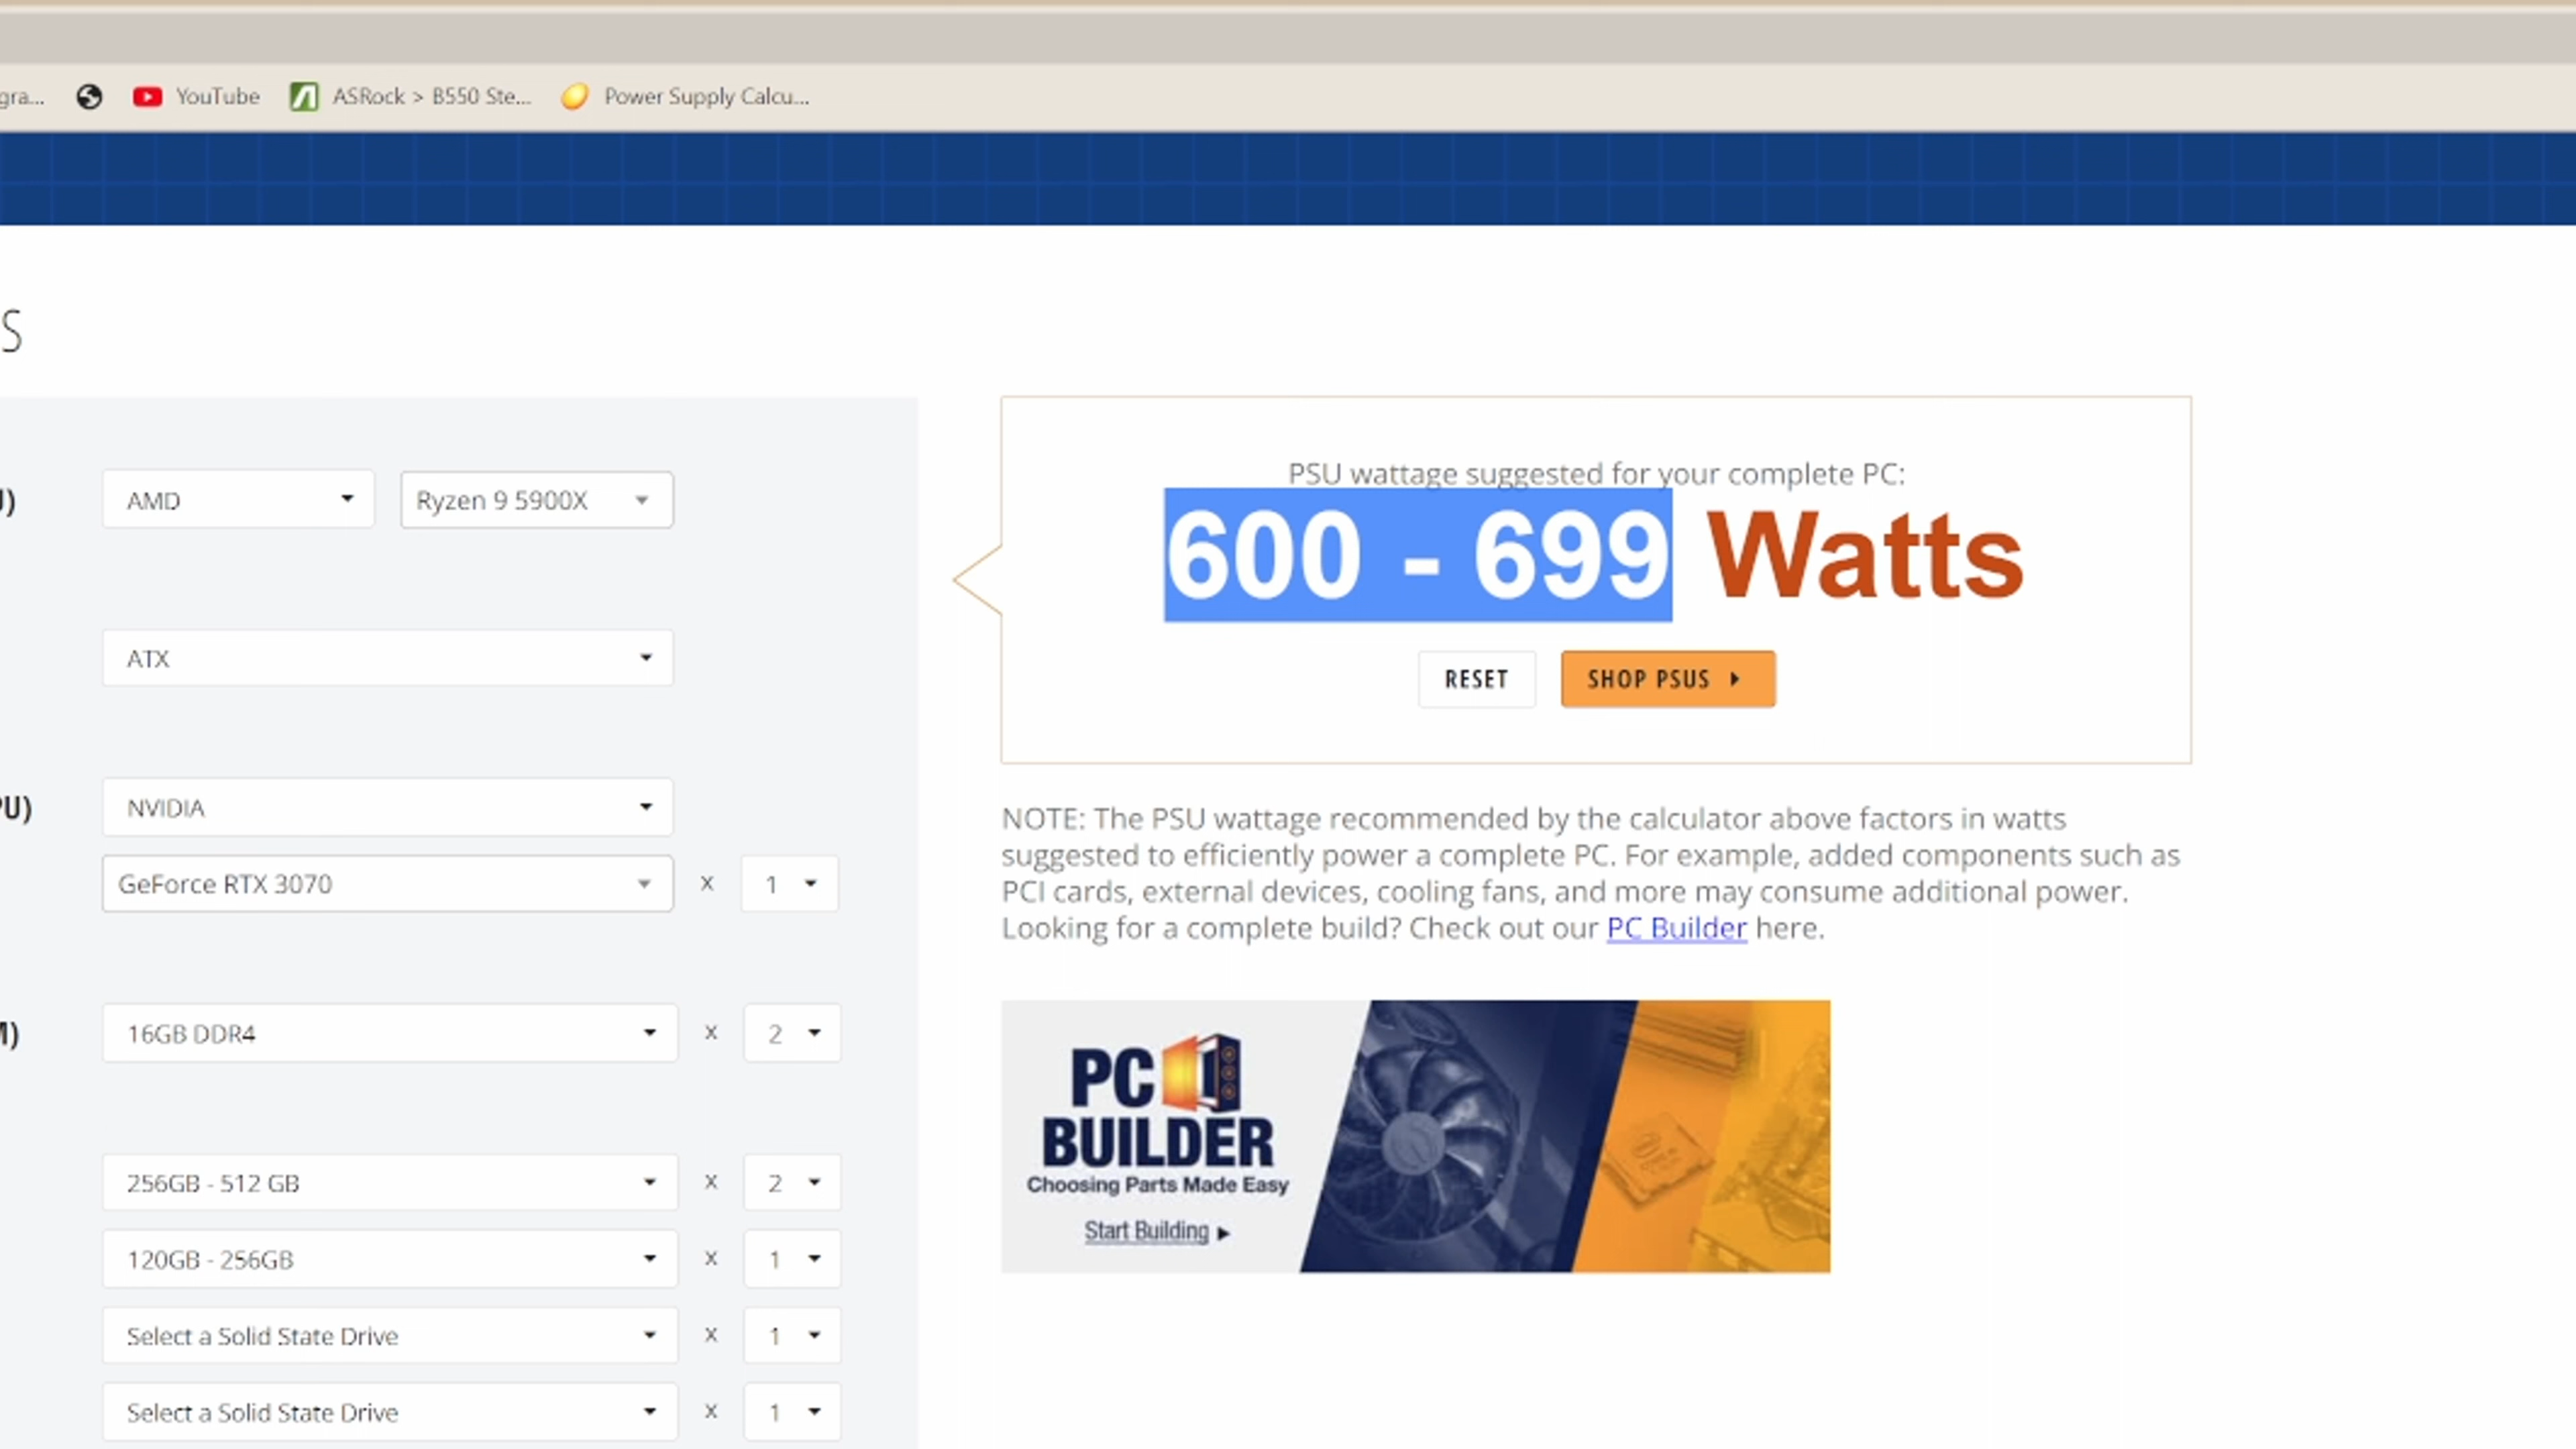 gra...
YouTube
ASRock > B550 Ste...
Power Supply Calcu...
S
U)
AMD
Ryzen 9 5900X
ATX
PU)
NVIDIA
GeForce RTX 3070
x
1
M)
16GB DDR4
x
2
256GB - 512 GB
x
2
120GB - 256GB
x
1
Select a Solid State Drive
x
1
Select a Solid State Drive
x
1
PSU wattage suggested for your complete PC:
600 - 699 Watts
RESET
SHOP PSUS
NOTE: The PSU wattage recommended by the calculator above factors in watts
suggested to efficiently power a complete PC. For example, added components such as
PCI cards, external devices, cooling fans, and more may consume additional power.
Looking for a complete build? Check out our PC Builder here.
PC
BUILDER
Choosing Parts Made Easy
Start Building